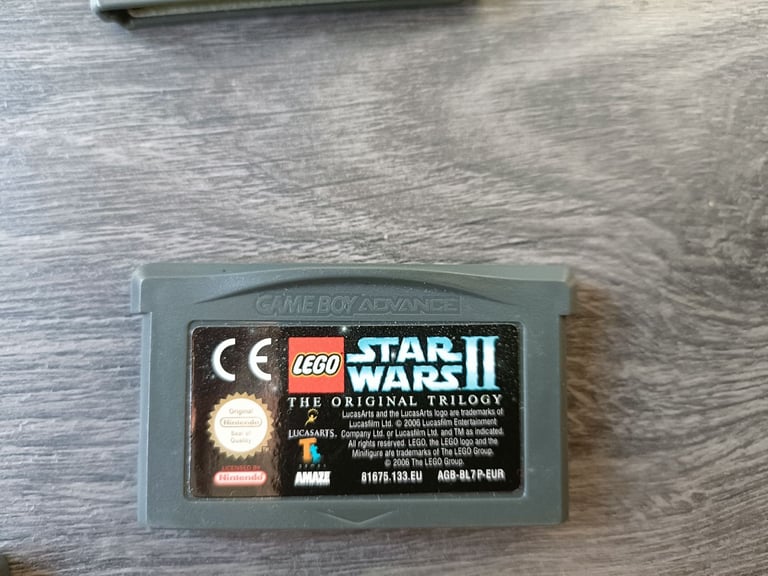 GAME BOY ADVANCE
CE
LEGO
STAR WARS II
THE ORIGINAL TRILOGY
Original
Nintendo
Seal of
Quality
LICENSED BY
Nintendo
LUCASARTS.
AMAZE
LucasArts and the LucasArts logo are trademarks of
Lucasfilm Ltd. © 2006 Lucasfilm Entertainment
Company Ltd. or Lucasfilm Ltd. and TM as indicated.
All rights reserved. LEGO, the LEGO logo and the
Minifigure are trademarks of The LEGO Group.
© 2006 The LEGO Group.
81675.133.EU AGB-BL7P-EUR